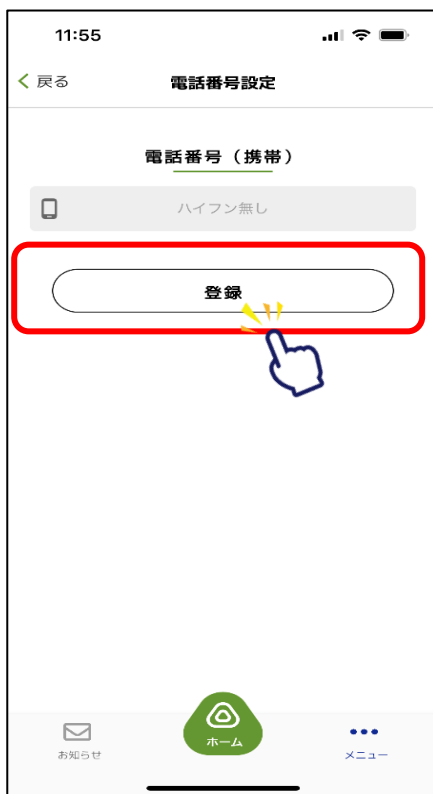 11:55
戻る
電話番号設定
電話番号（携帯）
ハイフン無し
登録
お知らせ
ホーム
メニュー